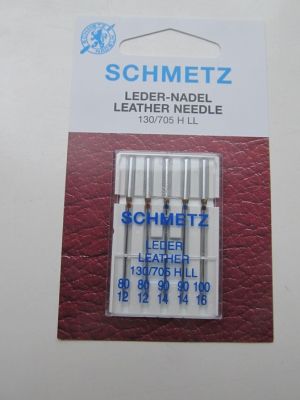 SCHMETZ
LEDER-NADEL
LEATHER NEEDLE
130/705 H LL
SCHMETZ
LEDER
LEATHER
130/705 H LL
80 80 90 90 100
12 12 14 14 16